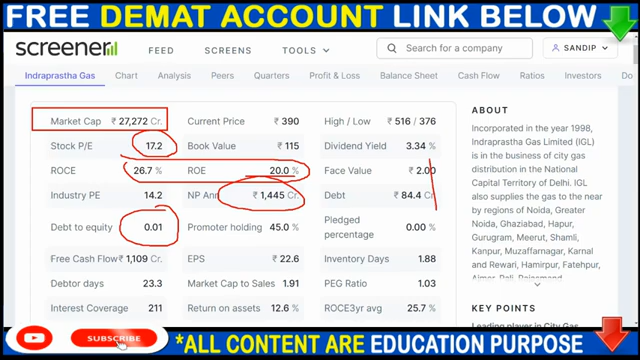 FREE DEMAT ACCOUNT LINK BELOW
screener
FEED SCREENS TOOLS
Search for a company
SANDIP
Indraprastha Gas Chart Analysis Peers Quarters Profit & Loss Balance Sheet Cash Flow Ratios Investors Do
Market Cap ₹ 27,272 Cr. Current Price ₹ 390 High / Low ₹ 516 / 376
Stock P/E 17.2 Book Value ₹ 115 Dividend Yield 3.34 %
ROCE 26.7 % ROE 20.0 % Face Value ₹ 2.00
Industry PE 14.2 NP Ann ₹ 1,445 Cr. Debt ₹ 84.4 Cr
Debt to equity 0.01 Promoter holding 45.0 % Pledged percentage 0.00 %
Free Cash Flow ₹ 1,109 Cr. EPS ₹ 22.6 Inventory Days 1.88
Debtor days 23.3 Market Cap to Sales 1.91 PEG Ratio 1.03
Interest Coverage 211 Return on assets 12.6 % ROCE3yr avg 25.7 %
ABOUT
Incorporated in the year 1998,
Indraprastha Gas Limited (IGL)
is in the business of city gas
distribution in the National
Capital Territory of Delhi. IGL
also supplies the gas to the near
by regions of Noida, Greater
Noida, Ghaziabad, Hapur,
Gurugram, Meerut, Shamli,
Kanpur, Muzaffarnagar, Karnal
and Rewari, Hamirpur, Fatehpur,
KEY POINTS
Leading player in City Gas
SUBSCRIBE
*ALL CONTENT ARE EDUCATION PURPOSE